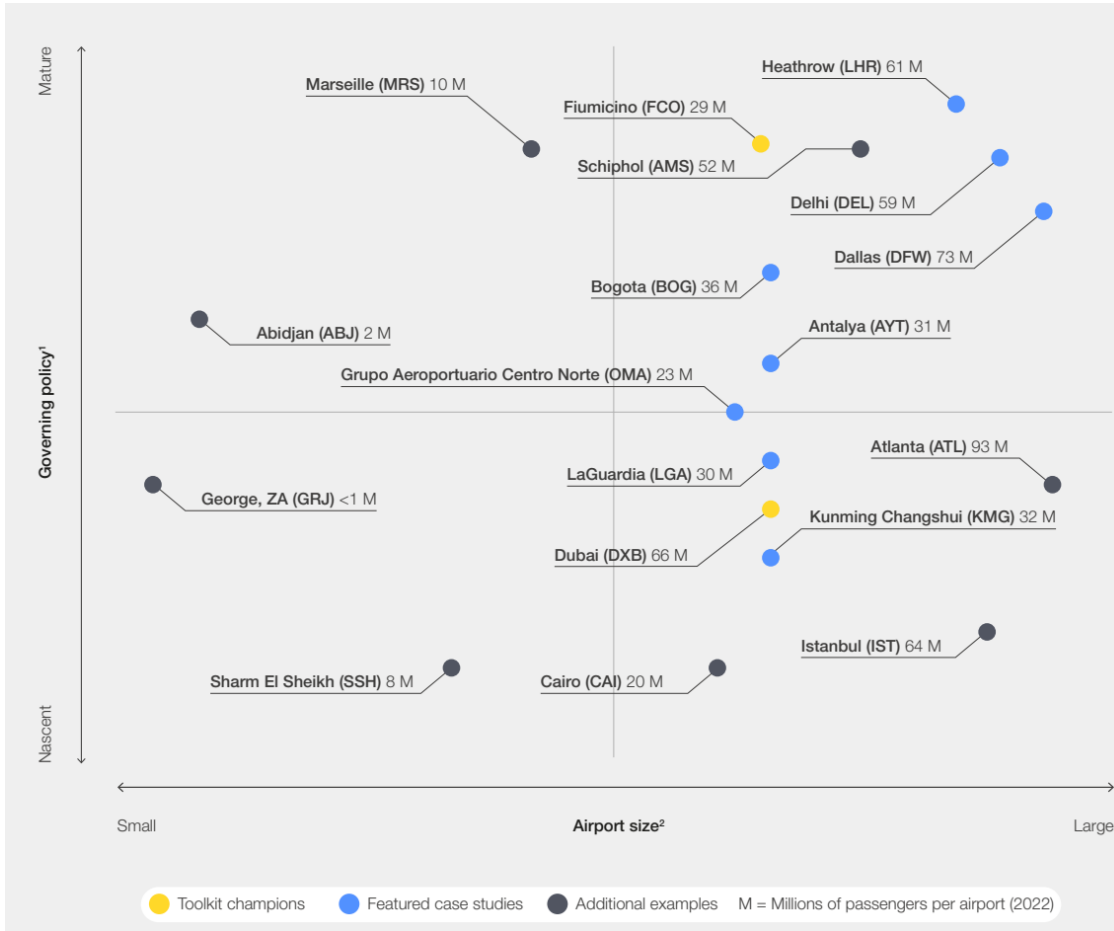 Mature
Heathrow (LHR) 61 M
Marseille (MRS) 10 M
Fiumicino (FCO) 29 M
Schiphol (AMS) 52 M
Delhi (DEL) 59 M
Dallas (DFW) 73 M
Bogota (BOG) 36 M
Abidjan (ABJ) 2 M
Antalya (AYT) 31 M
Governing policy¹
Grupo Aeroportuario Centro Norte (OMA) 23 M
Atlanta (ATL) 93 M
LaGuardia (LGA) 30 M
George, ZA (GRJ) <1 M
Kunming Changshui (KMG) 32 M
Dubai (DXB) 66 M
Istanbul (IST) 64 M
Sharm El Sheikh (SSH) 8 M
Cairo (CAI) 20 M
Nascent
Small
Airport size²
Large
Toolkit champions
Featured case studies
Additional examples
M = Millions of passengers per airport (2022)